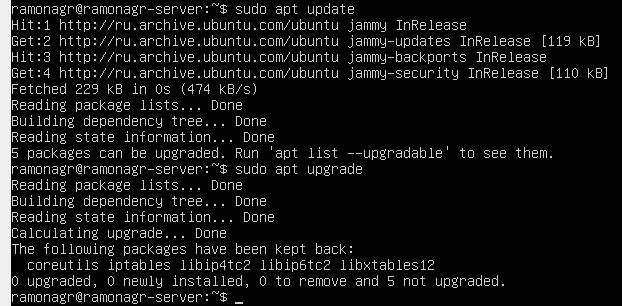 ramonagr@ramonagr-server:~$ sudo apt update
Hit:1 http://ru.archive.ubuntu.com/ubuntu jammy InRelease
Get:2 http://ru.archive.ubuntu.com/ubuntu jammy-updates InRelease [119 kB]
Hit:3 http://ru.archive.ubuntu.com/ubuntu jammy-backports InRelease
Get:4 http://ru.archive.ubuntu.com/ubuntu jammy-security InRelease [110 kB]
Fetched 229 kB in 0s (474 kB/s)
Reading package lists... Done
Building dependency tree... Done
Reading state information... Done
5 packages can be upgraded. Run 'apt list --upgradable' to see them.
ramonagr@ramonagr-server:~$ sudo apt upgrade
Reading package lists... Done
Building dependency tree... Done
Reading state information... Done
Calculating upgrade... Done
The following packages have been kept back:
  coreutils iptables libip4tc2 libip6tc2 libxtables12
0 upgraded, 0 newly installed, 0 to remove and 5 not upgraded.
ramonagr@ramonagr-server:~$ _